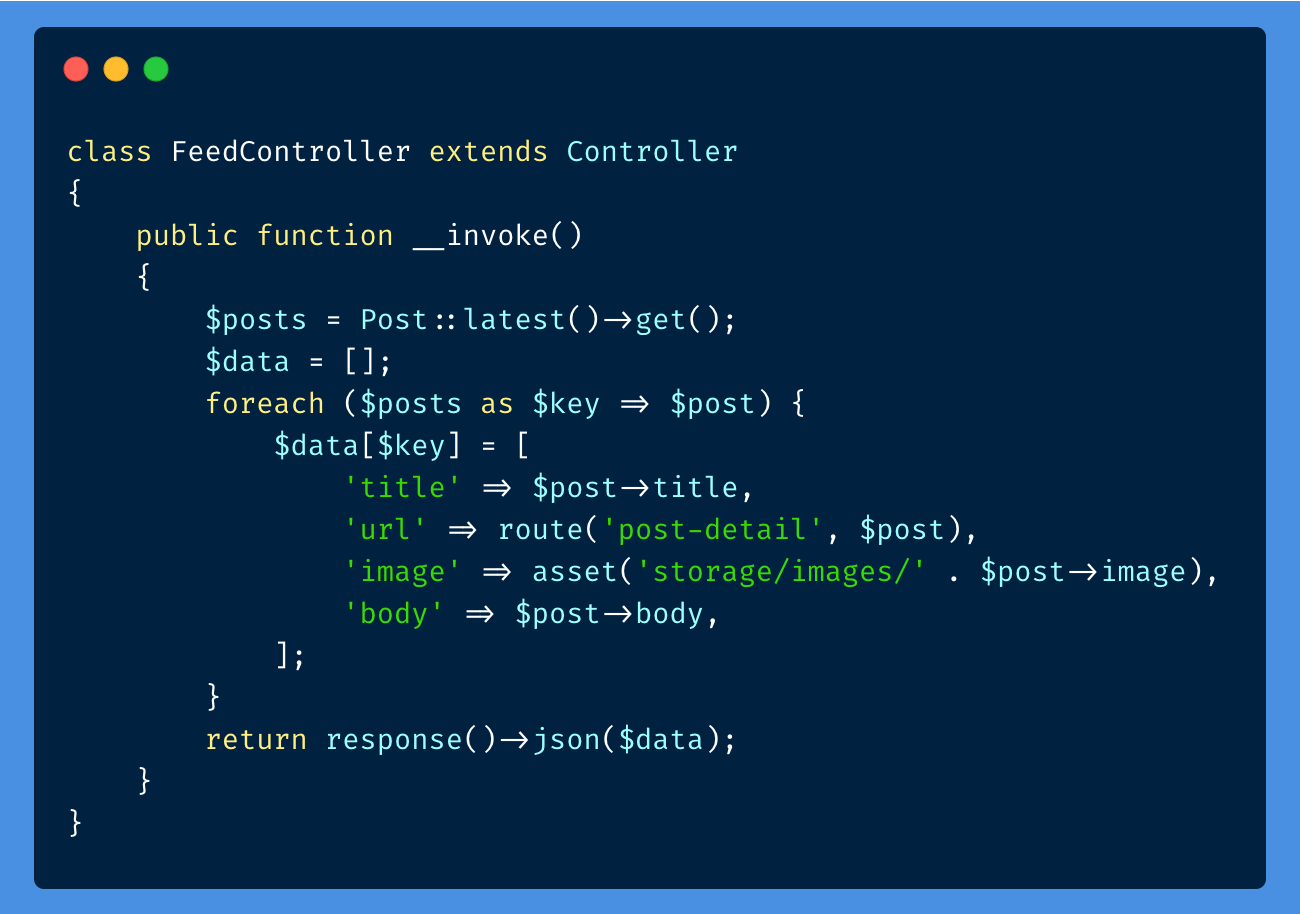 class FeedController extends Controller
{
    public function __invoke()
    {
        $posts = Post::latest()->get();
        $data = [];
        foreach ($posts as $key => $post) {
            $data[$key] = [
                'title' => $post->title,
                'url' => route('post-detail', $post),
                'image' => asset('storage/images/' . $post->image),
                'body' => $post->body,
            ];
        }
        return response()->json($data);
    }
}